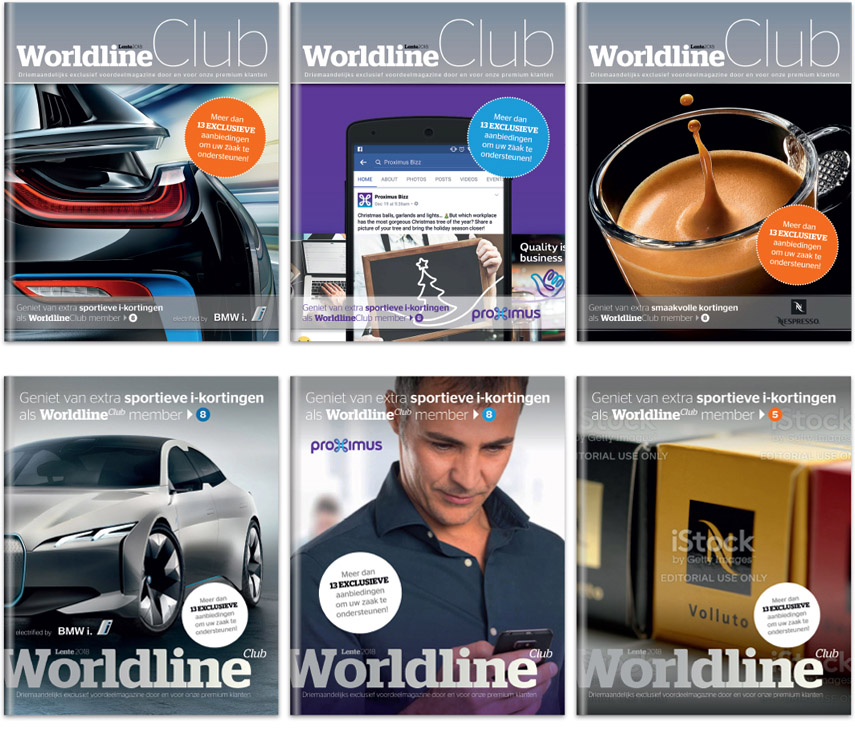 Worldline Lente2018 Club
Driemaandelijks exclusief voordeelmagazine door en voor onze premium klanten
Meer dan
13 EXCLUSIEVE
aanbiedingen
om uw zaak te
ondersteunen!
Geniet van extra sportieve i-kortingen
als WorldlineClub member 8
electrified by BMW i.
Worldline Lente2018 Club
Driemaandelijks exclusief voordeelmagazine door en voor onze premium klanten
Meer dan
13 EXCLUSIEVE
aanbiedingen
om uw zaak te
ondersteunen!
Proximus Bizz
HOME ABOUT PHOTOS POSTS VIDEOS EVENT
Proximus Bizz
Christmas balls, garlands and lights... But which workplace
has the most gorgeous Christmas tree of the year? Share a
picture of your tree and bring the holiday season closer!
Quality is
business
Geniet van extra sportieve i-kortingen
als WorldlineClub member 8
proximus
Worldline Lente2018 Club
Driemaandelijks exclusief voordeelmagazine door en voor onze premium klanten
Meer dan
13 EXCLUSIEVE
aanbiedingen
om uw zaak te
ondersteunen!
Geniet van extra smaakvolle kortingen
als WorldlineClub member 8
NESPRESSO.
Geniet van extra sportieve i-kortingen
als Worldline Club member 8
Meer dan
13 EXCLUSIEVE
aanbiedingen
om uw zaak te
ondersteunen!
electrified by BMW i.
Lente 2018
Worldline Club
Driemaandelijks exclusief voordeelmagazine door en voor onze premium klanten
Geniet van extra sportieve i-kortingen
als Worldline Club member 8
proximus
Meer dan
13 EXCLUSIEVE
aanbiedingen
om uw zaak te
ondersteunen!
Lente 2018
Worldline Club
Driemaandelijks exclusief voordeelmagazine door en voor onze premium klanten
Geniet van extra sportieve i-kortingen
als Worldline Club member 5
iStock
by Getty Images
EDITORIAL USE ONLY
iStock
by Getty Images
EDITORIAL USE ONLY
Volluto
Meer dan
13 EXCLUSIEVE
aanbiedingen
om uw zaak te
ondersteunen!
Lente 2018
Worldline Club
Driemaandelijks exclusief voordeelmagazine door en voor onze premium klanten